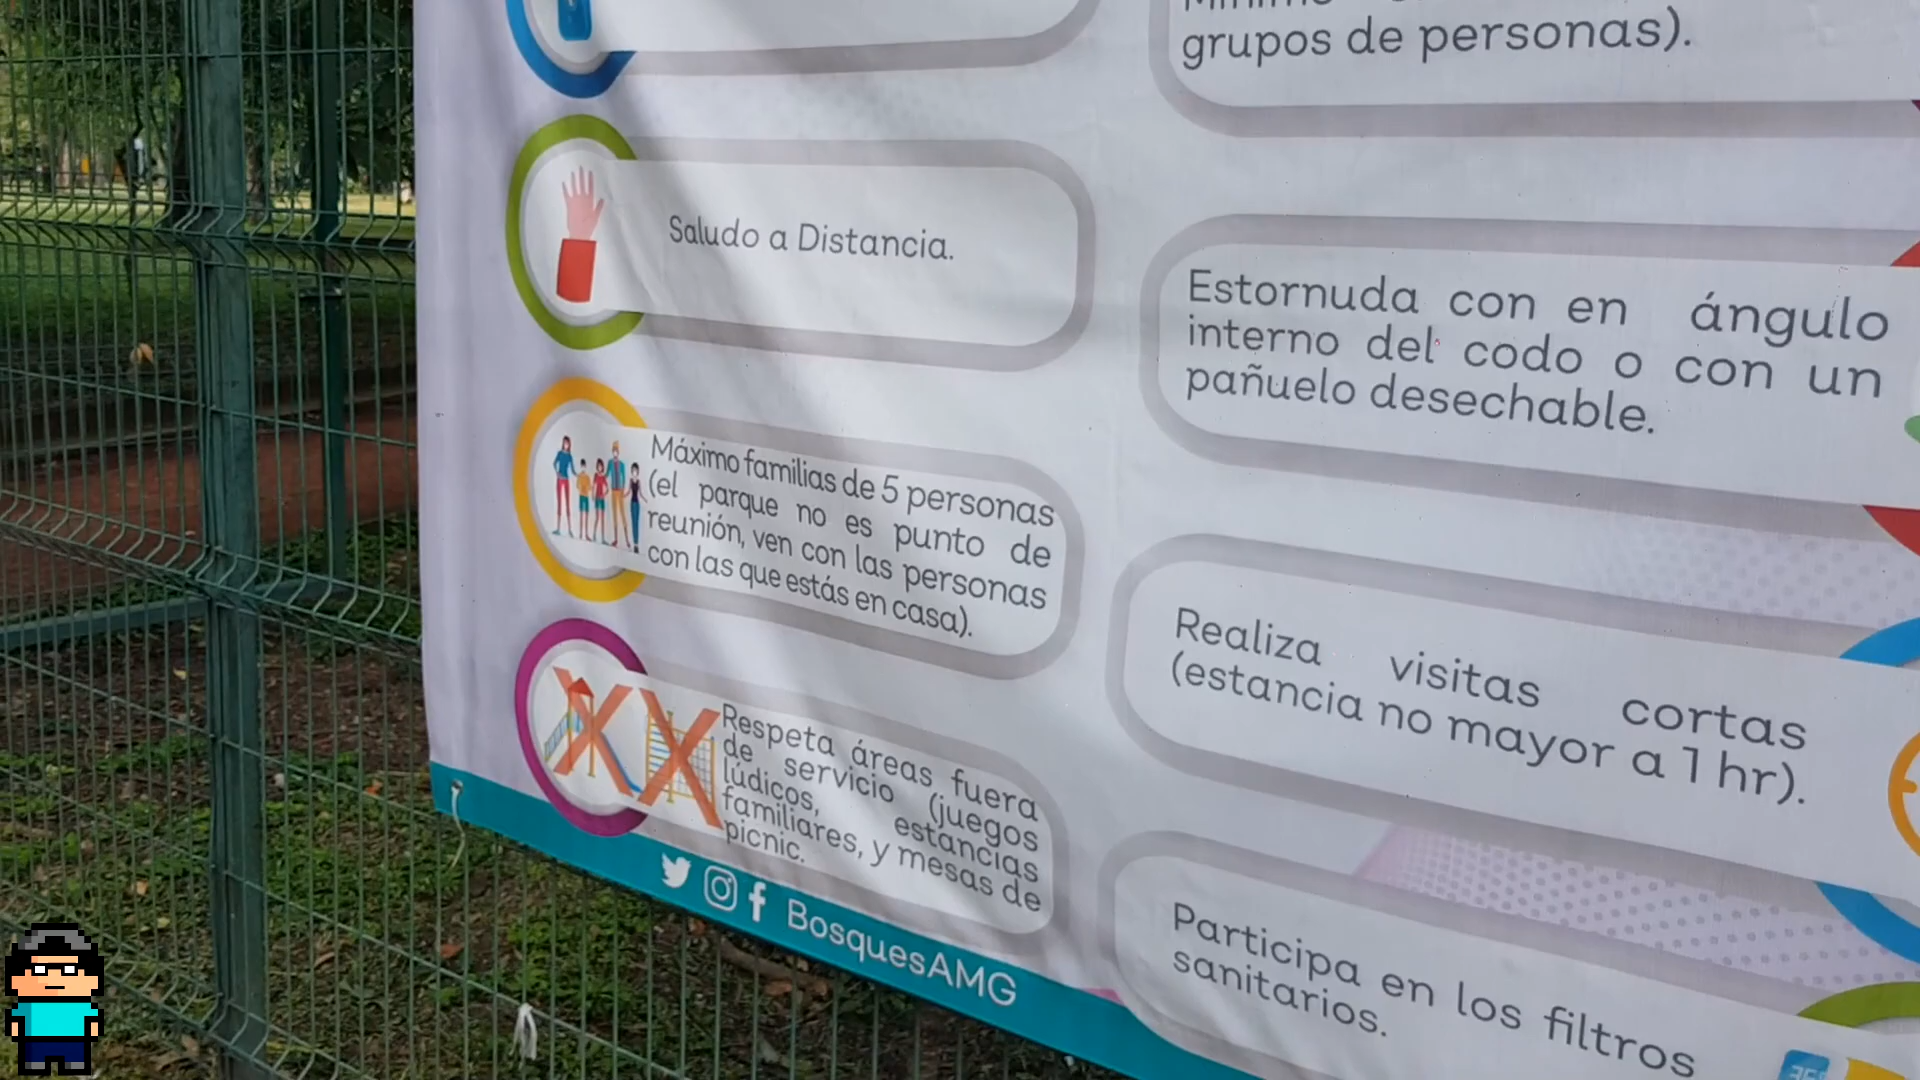 Saludo a Distancia.
Máximo familias de 5 personas
(el parque no es punto de
reunión, ven con las personas
con las que estás en casa).
Respeta áreas fuera
de servicio (juegos
lúdicos, estancias
familiares, y mesas de
picnic.
BosquesAMG
grupos de personas).
Estornuda con en ángulo
interno del codo o con un
pañuelo desechable.
Realiza visitas cortas
(estancia no mayor a 1 hr).
Participa en los filtros
sanitarios.